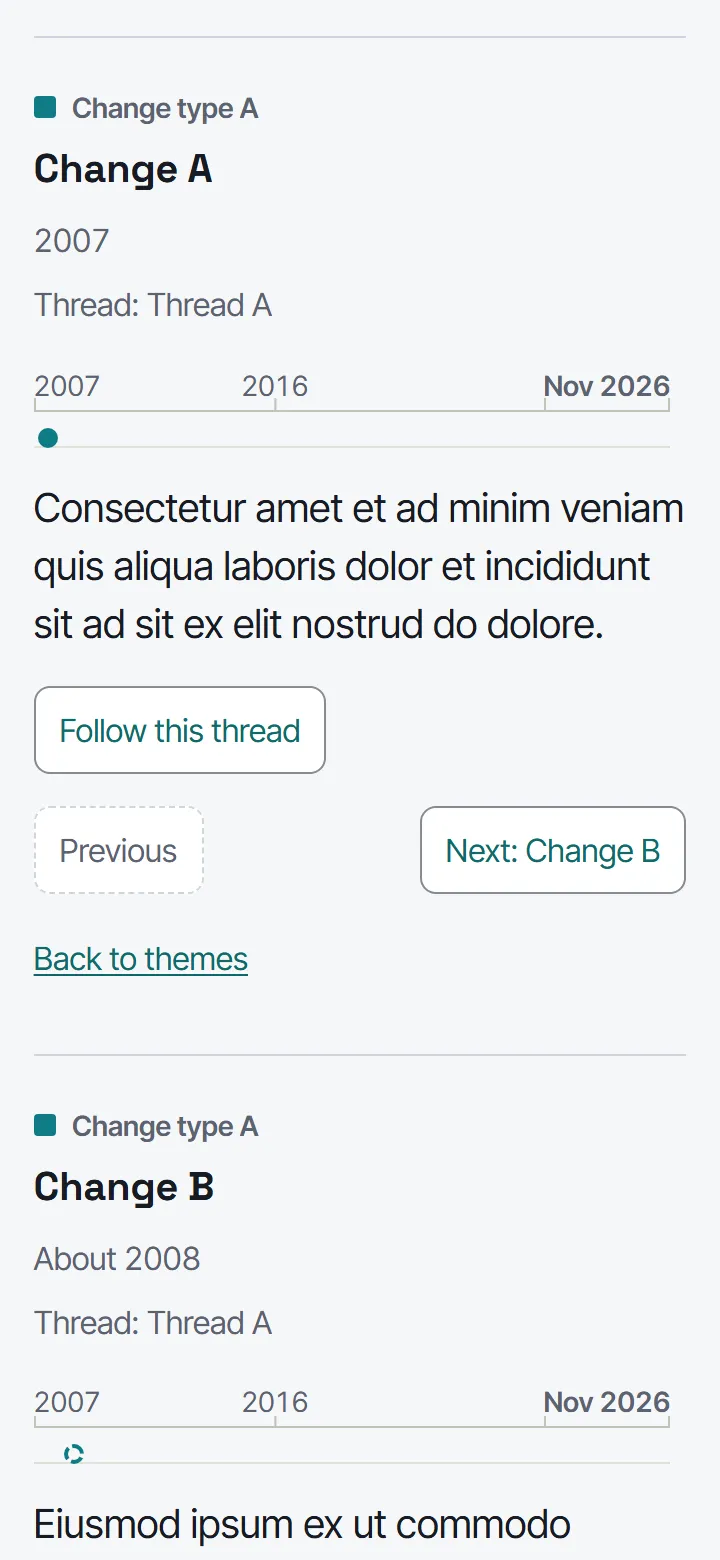 Change type A
Change A
2007
Thread: Thread A
2007 2016 Nov 2026
Consectetur amet et ad minim veniam
quis aliqua laboris dolor et incididunt
sit ad sit ex elit nostrud do dolore.
Follow this thread
Previous Next: Change B
Back to themes
Change type A
Change B
About 2008
Thread: Thread A
2007 2016 Nov 2026
Eiusmod ipsum ex ut commodo